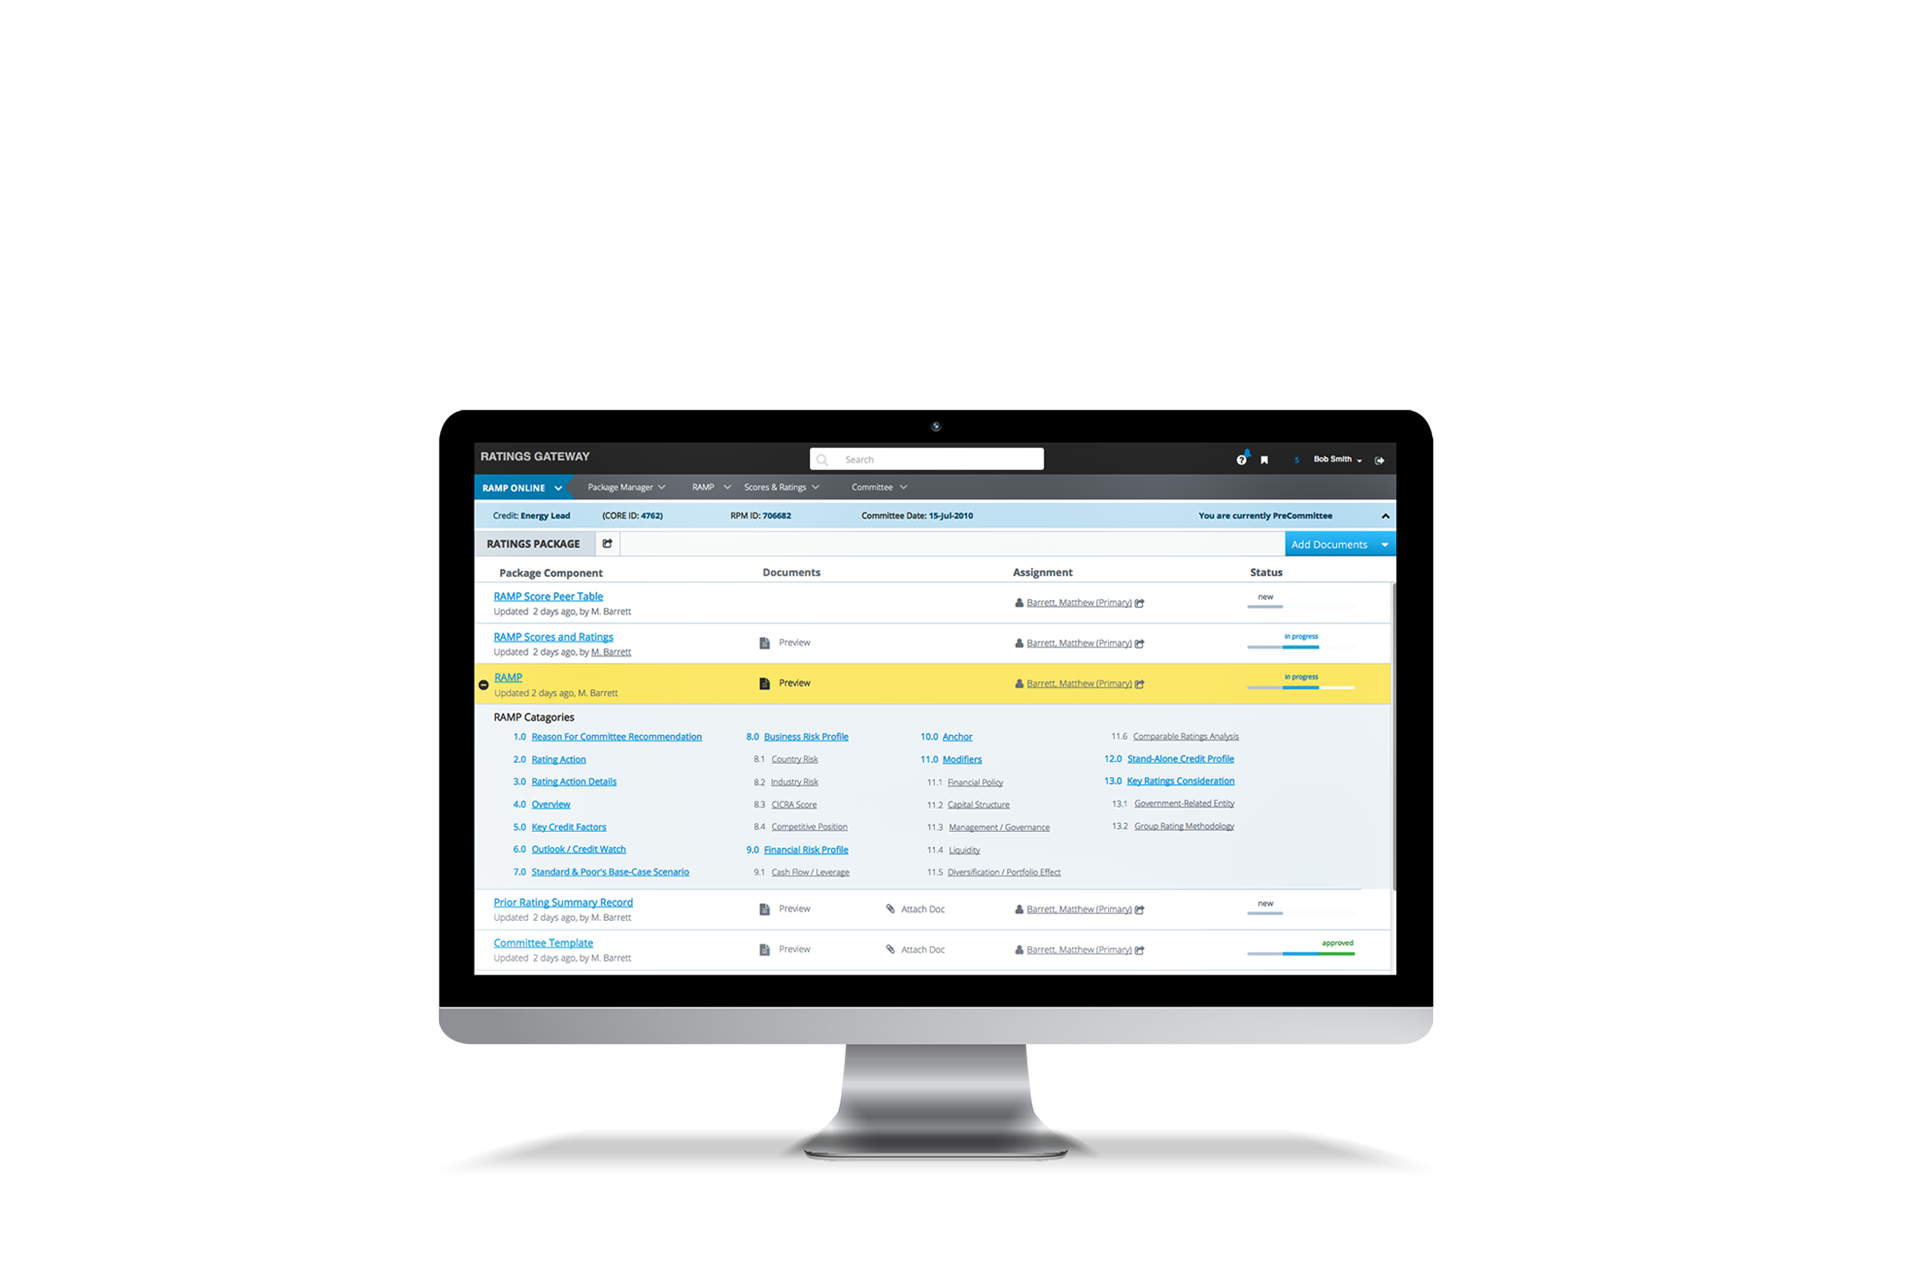 RATINGS GATEWAY Search 5 Bob Smith
RAMP ONLINE Package Manager RAMP Scores & Ratings Committee
Credit: Energy Lead (CORE ID: 4762) RPM ID: 706682 Committee Date: 15-Jul-2010 You are currently PreCommittee
RATINGS PACKAGE Add Documents
Package Component Documents Assignment Status
RAMP Score Peer Table
Updated 2 days ago, by M. Barrett
Barrett, Matthew (Primary)
new
RAMP Scores and Ratings
Updated 2 days ago, by M. Barrett
Preview
Barrett, Matthew (Primary)
in progress
RAMP
Updated 2 days ago, M. Barrett
Preview
Barrett, Matthew (Primary)
in progress
RAMP Catagories
1.0 Reason For Committee Recommendation
2.0 Rating Action
3.0 Rating Action Details
4.0 Overview
5.0 Key Credit Factors
6.0 Outlook / Credit Watch
7.0 Standard & Poor's Base-Case Scenario
8.0 Business Risk Profile
8.1 Country Risk
8.2 Industry Risk
8.3 CICRA Score
8.4 Competitive Position
9.0 Financial Risk Profile
9.1 Cash Flow / Leverage
10.0 Anchor
11.0 Modifiers
11.1 Financial Policy
11.2 Capital Structure
11.3 Management / Governance
11.4 Liquidity
11.5 Diversification / Portfolio Effect
11.6 Comparable Ratings Analysis
12.0 Stand-Alone Credit Profile
13.0 Key Ratings Consideration
13.1 Government-Related Entity
13.2 Group Rating Methodology
Prior Rating Summary Record
Updated 2 days ago, by M. Barrett
Preview
Attach Doc
Barrett, Matthew (Primary)
new
Committee Template
Updated 2 days ago, by M. Barrett
Preview
Attach Doc
Barrett, Matthew (Primary)
approved